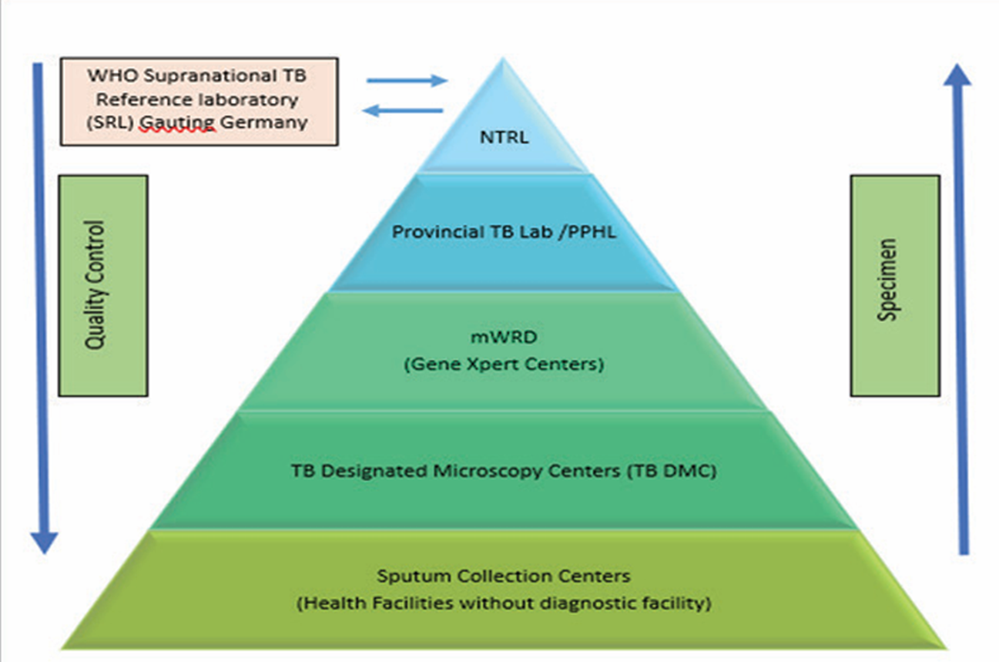 WHO Supranational TB
Reference laboratory
(SRL) Gauting Germany
NTRL
Provincial TB Lab /PPHL
Quality Control
Specimen
mWRD
(Gene Xpert Centers)
TB Designated Microscopy Centers (TB DMC)
Sputum Collection Centers
(Health Facilities without diagnostic facility)